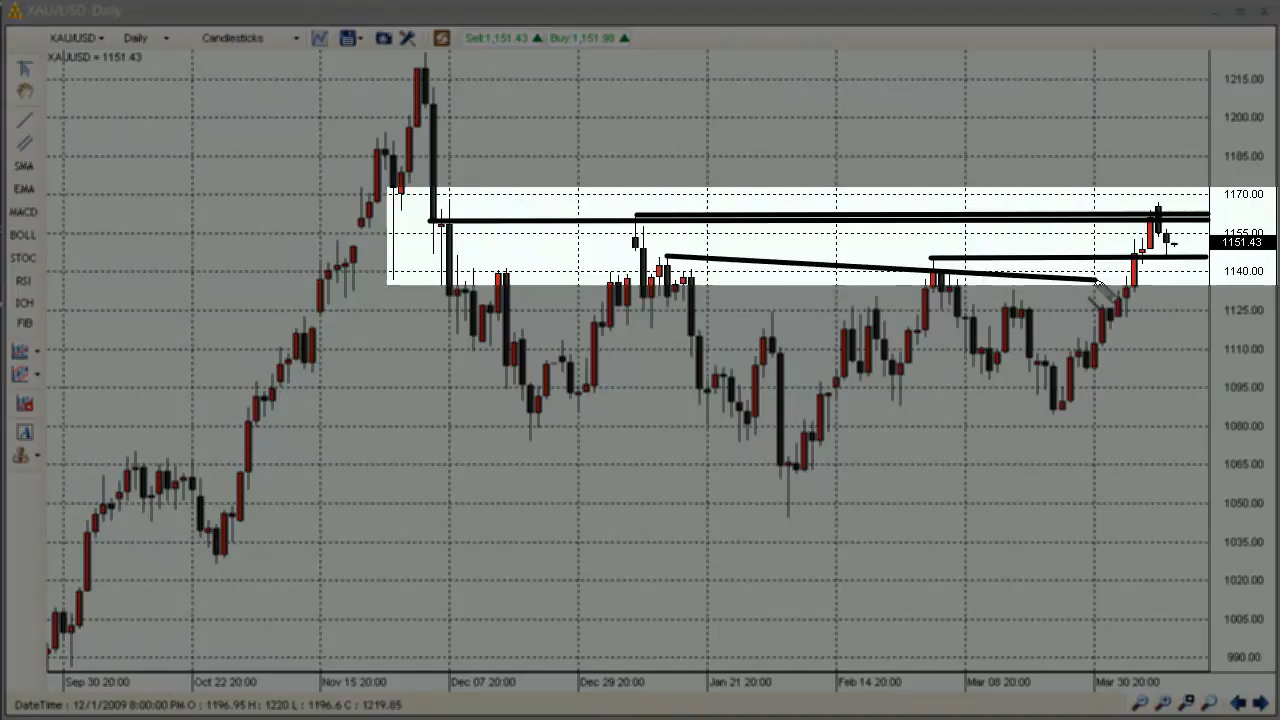 XAU/USD Daily
XAU/USD Daily Candlesticks Sell:1,151.43 Buy:1,151.98
XAUUSD = 1151.43
1215.00
1200.00
1185.00
1170.00
1155.00
1151.43
1140.00
1125.00
1110.00
1095.00
1080.00
1065.00
1050.00
1035.00
1020.00
1005.00
990.00
SMA
EMA
MACD
BOLL
STOC
RSI
ICH
FIB
A
Sep 30 20:00 Oct 22 20:00 Nov 15 20:00 Dec 07 20:00 Dec 29 20:00 Jan 21 20:00 Feb 14 20:00 Mar 08 20:00 Mar 30 20:00
DateTime : 12/1/2009 8:00:00 PM O : 1196.95 H : 1220 L : 1196.6 C : 1219.85